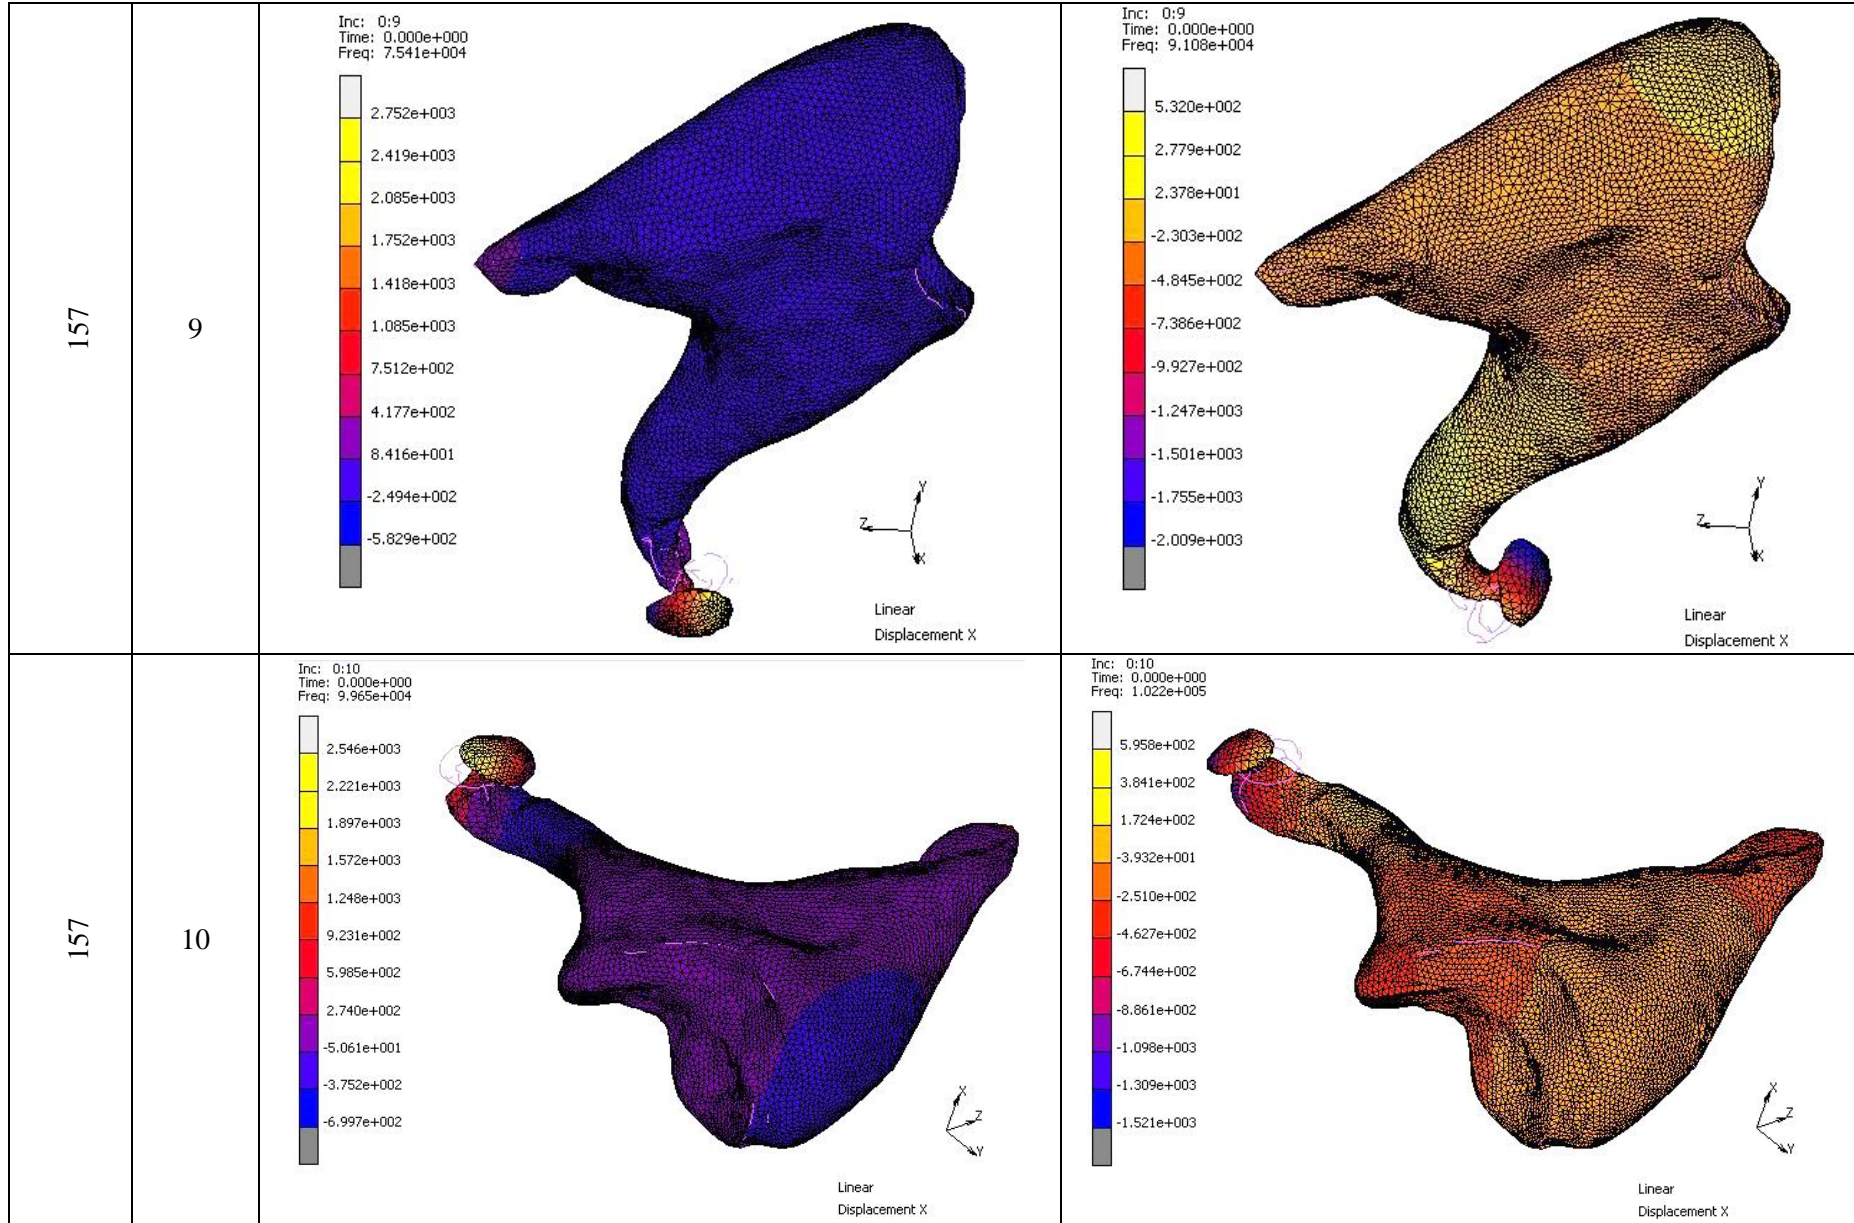 157
9
Inc: 0:9
Time: 0.000e+000
Freq: 7.541e+004
2.752e+003
2.419e+003
2.085e+003
1.752e+003
1.418e+003
1.085e+003
7.512e+002
4.177e+002
8.416e+001
-2.494e+002
-5.829e+002
Y
Z
X
Linear
Displacement X
Inc: 0:9
Time: 0.000e+000
Freq: 9.108e+004
5.320e+002
2.779e+002
2.378e+001
-2.303e+002
-4.845e+002
-7.386e+002
-9.927e+002
-1.247e+003
-1.501e+003
-1.755e+003
-2.009e+003
Y
Z
X
Linear
Displacement X
157
10
Inc: 0:10
Time: 0.000e+000
Freq: 9.965e+004
2.546e+003
2.221e+003
1.897e+003
1.572e+003
1.248e+003
9.231e+002
5.985e+002
2.740e+002
-5.061e+001
-3.752e+002
-6.997e+002
X
Z
Y
Linear
Displacement X
Inc: 0:10
Time: 0.000e+000
Freq: 1.022e+005
5.958e+002
3.841e+002
1.724e+002
-3.932e+001
-2.510e+002
-4.627e+002
-6.744e+002
-8.861e+002
-1.098e+003
-1.309e+003
-1.521e+003
X
Z
Y
Linear
Displacement X